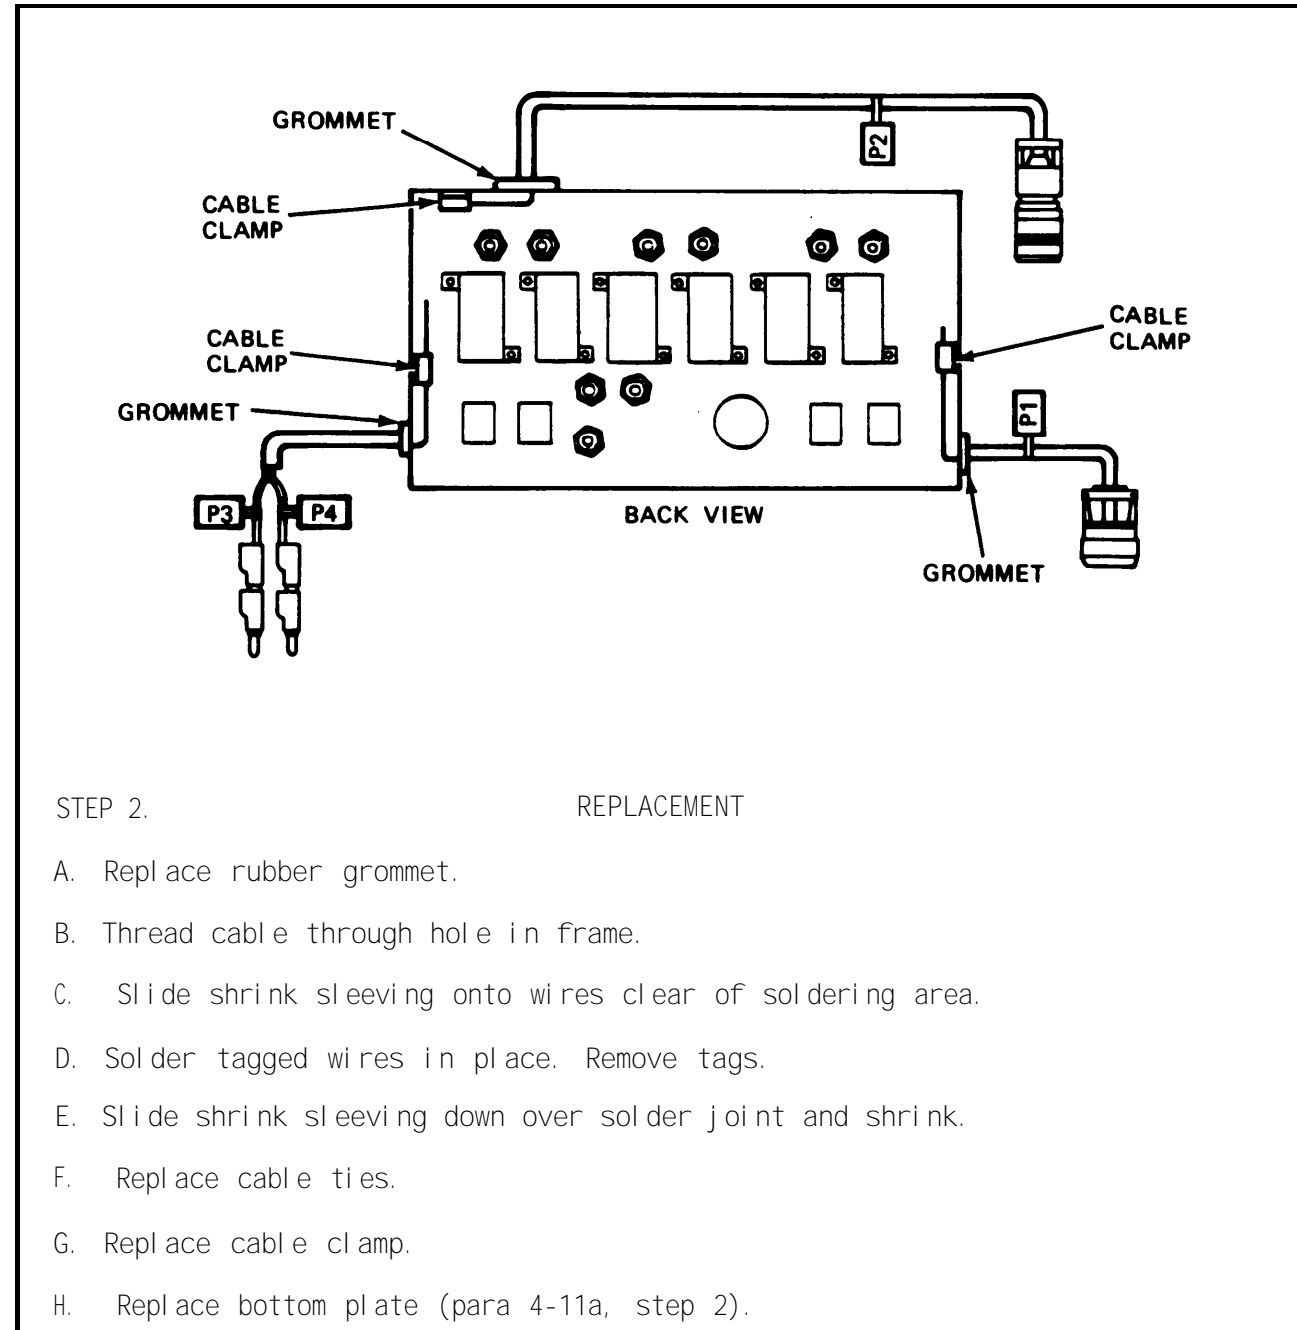 GROMMET
P2
CABLE
CLAMP
CABLE
CLAMP
CABLE
CLAMP
GROMMET
P1
P3
P4
BACK VIEW
GROMMET
STEP 2.
REPLACEMENT
A. Replace rubber grommet.
B. Thread cable through hole in frame.
C. Slide shrink sleeving onto wires clear of soldering area.
D. Solder tagged wires in place. Remove tags.
E. Slide shrink sleeving down over solder joint and shrink.
F. Replace cable ties.
G. Replace cable clamp.
H. Replace bottom plate (para 4-11a, step 2).